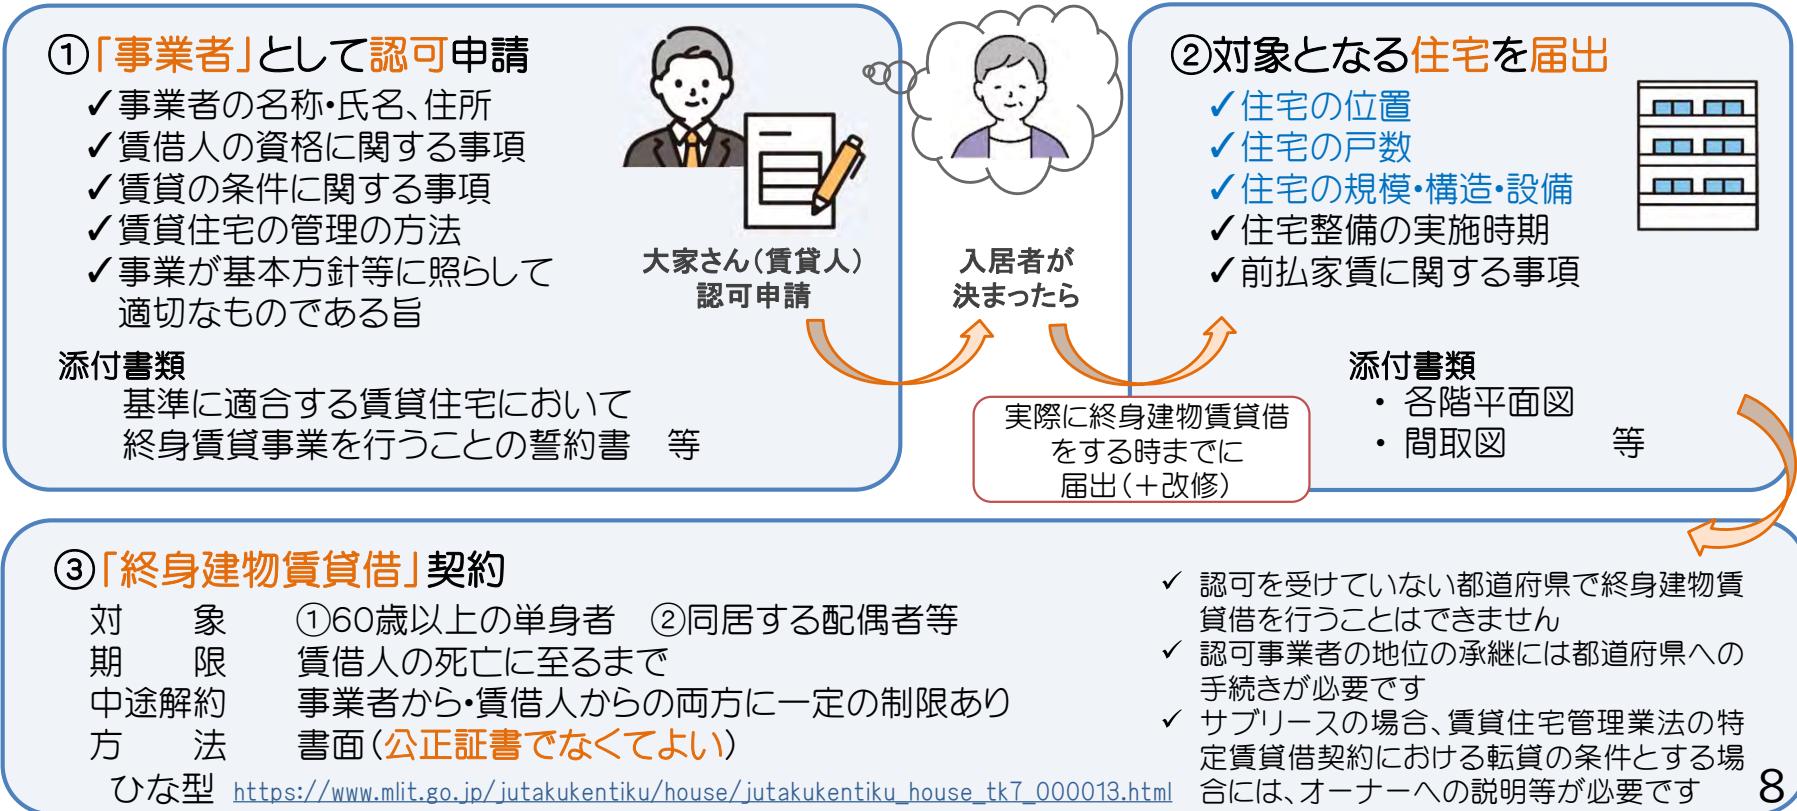 ①「事業者」として認可申請
✓事業者の名称・氏名、住所
✓賃借人の資格に関する事項
✓賃貸の条件に関する事項
✓賃貸住宅の管理の方法
✓事業が基本方針等に照らして
適切なものである旨
添付書類
基準に適合する賃貸住宅において
終身賃貸事業を行うことの誓約書　等
大家さん（賃貸人）
認可申請
入居者が
決まったら
②対象となる住宅を届出
✓住宅の位置
✓住宅の戸数
✓住宅の規模・構造・設備
✓住宅整備の実施時期
✓前払家賃に関する事項
添付書類
・ 各階平面図
・ 間取図　　　等
実際に終身建物賃貸借
をする時までに
届出（＋改修）
③「終身建物賃貸借」契約
対　　象　　①60歳以上の単身者　②同居する配偶者等
期　　限　　賃借人の死亡に至るまで
中途解約　　事業者から・賃借人からの両方に一定の制限あり
方　　法　　書面（公正証書でなくてよい）
ひな型 https://www.mlit.go.jp/jutakukentiku/house/jutakukentiku_house_tk7_000013.html
✓ 認可を受けていない都道府県で終身建物賃
貸借を行うことはできません
✓ 認可事業者の地位の承継には都道府県への
手続きが必要です
✓ サブリースの場合、賃貸住宅管理業法の特
定賃貸借契約における転貸の条件とする場
合には、オーナーへの説明等が必要です
8